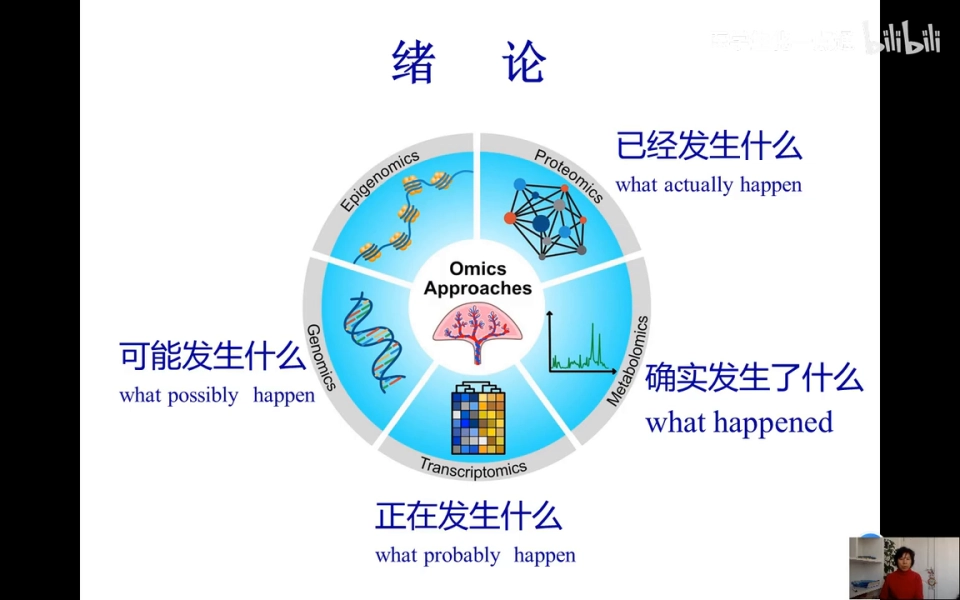 bilibili
绪 论
已经发生什么
what actually happen
Epigenomics
Proteomics
Omics
Approaches
Genomics
Metabolomics
可能发生什么
what possibly happen
确实发生了什么
what happened
Transcriptomics
正在发生什么
what probably happen